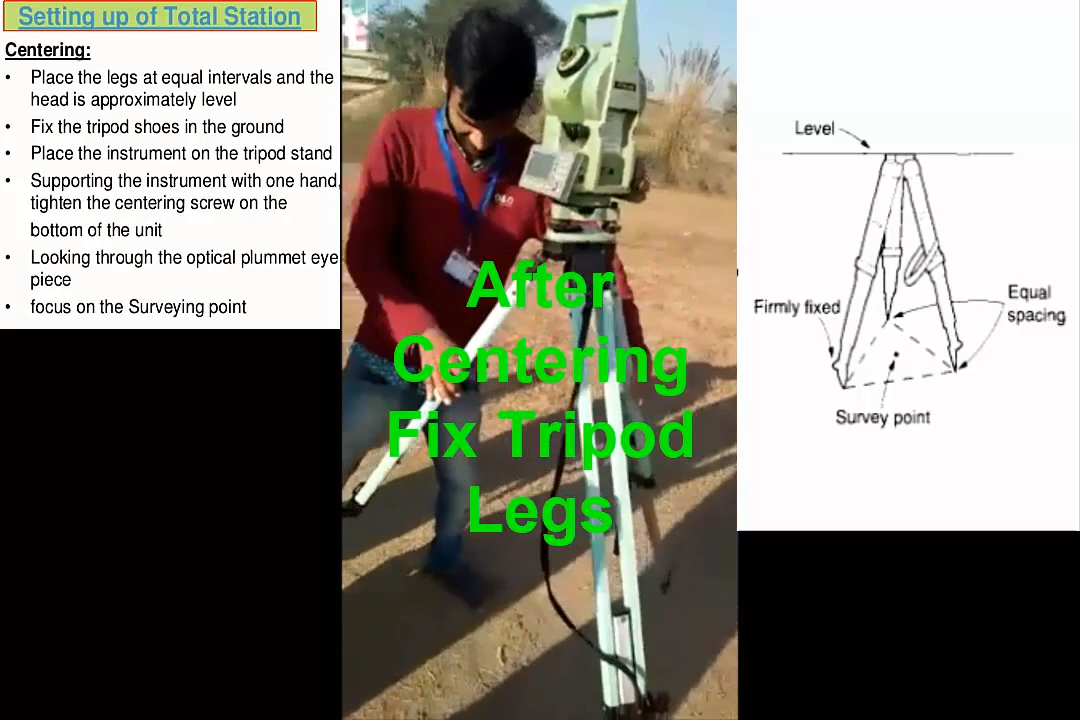 Setting up of Total Station
Centering:
• Place the legs at equal intervals and the
head is approximately level
• Fix the tripod shoes in the ground
• Place the instrument on the tripod stand
• Supporting the instrument with one hand,
tighten the centering screw on the
bottom of the unit
• Looking through the optical plummet eye
piece
• focus on the Surveying point
After
Centering
Fix Tripod
Legs
Level
Firmly fixed
Equal
spacing
Survey point